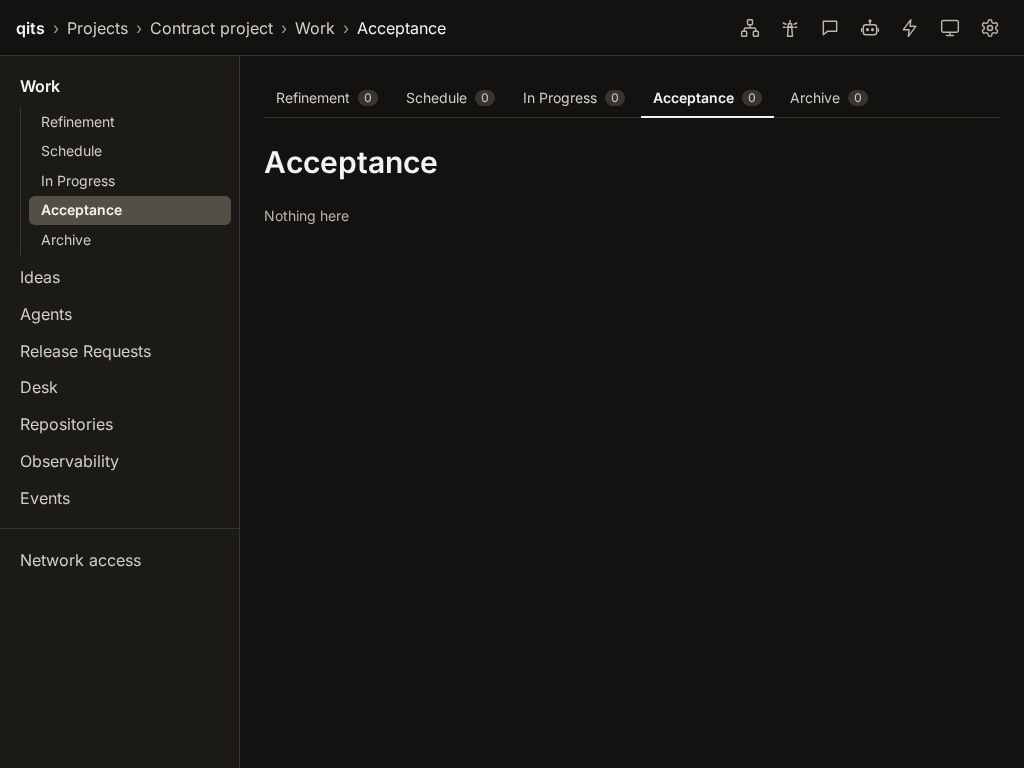 qits › Projects › Contract project › Work › Acceptance
Work
Refinement
Schedule
In Progress
Acceptance
Archive
Ideas
Agents
Release Requests
Desk
Repositories
Observability
Events
Network access
Refinement 0 Schedule 0 In Progress 0 Acceptance 0 Archive 0
Acceptance
Nothing here